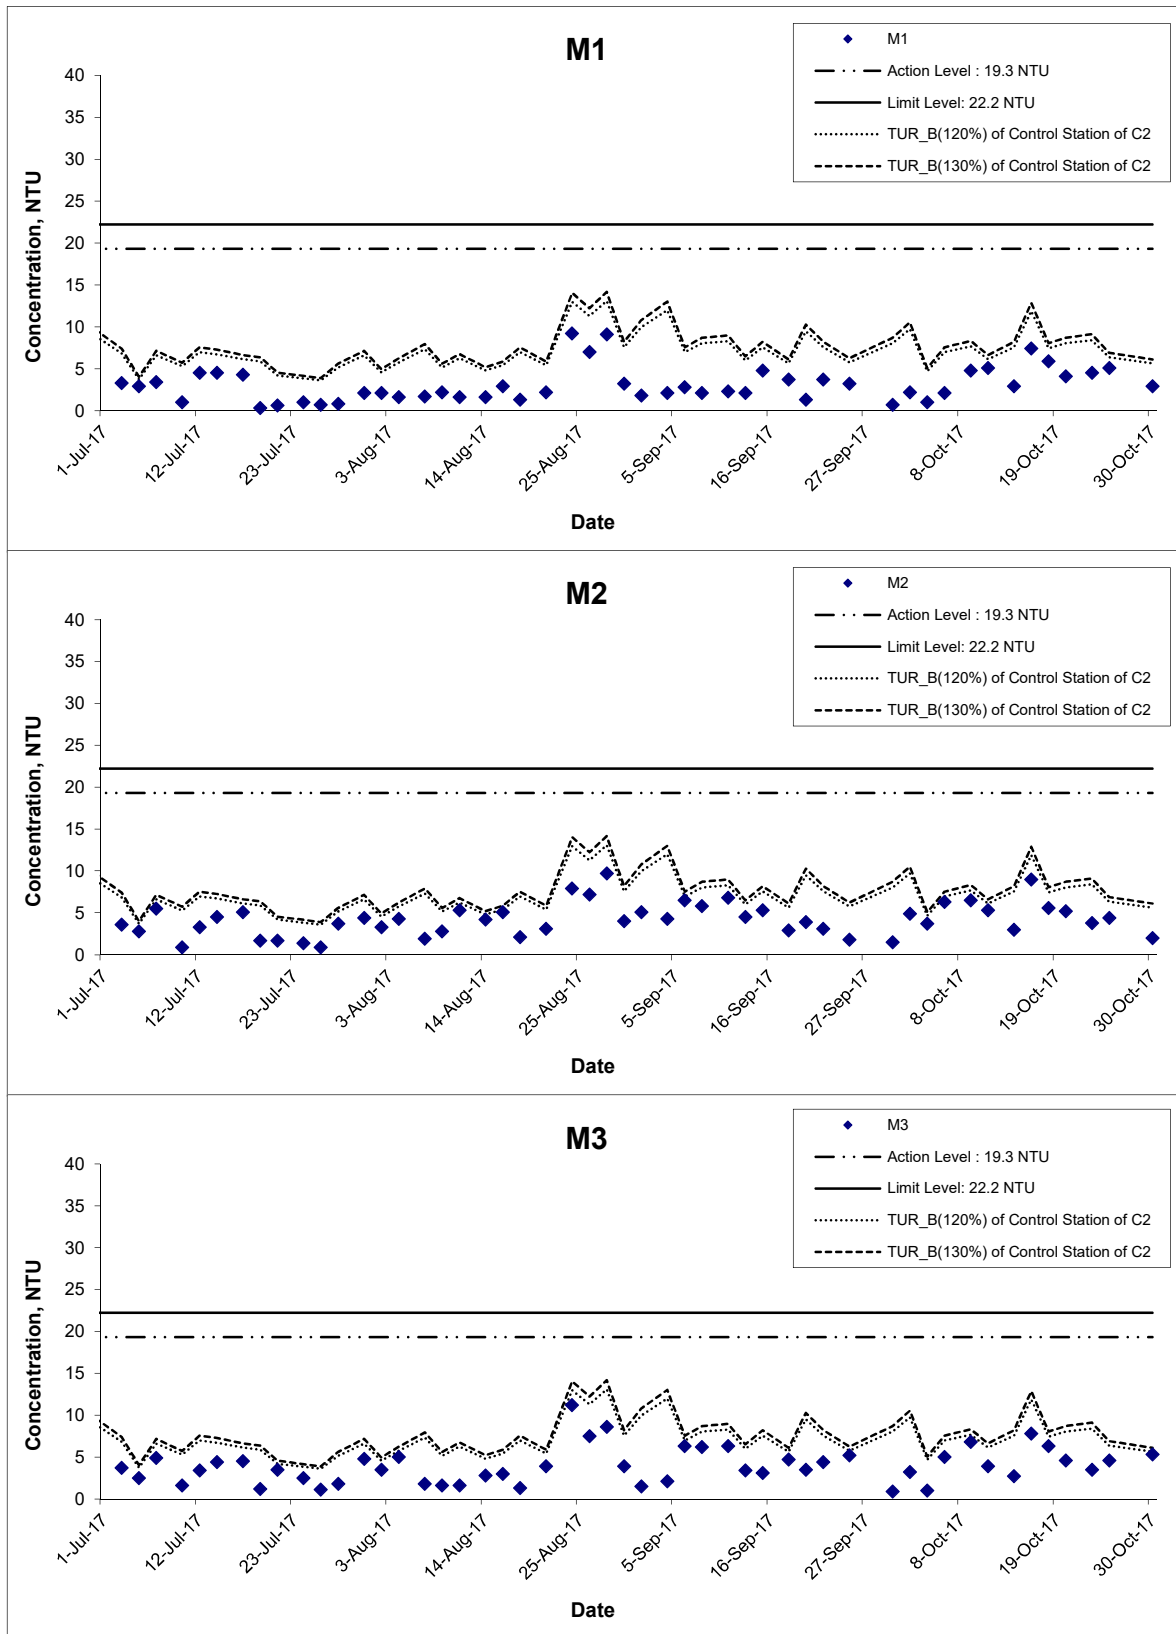 M1
M1
Action Level : 19.3 NTU
Limit Level: 22.2 NTU
TUR_B(120%) of Control Station of C2
TUR_B(130%) of Control Station of C2
Concentration, NTU
40
35
30
25
20
15
10
5
0
1-Jul-17
12-Jul-17
23-Jul-17
3-Aug-17
14-Aug-17
25-Aug-17
5-Sep-17
16-Sep-17
27-Sep-17
8-Oct-17
19-Oct-17
30-Oct-17
Date
M2
M2
Action Level : 19.3 NTU
Limit Level: 22.2 NTU
TUR_B(120%) of Control Station of C2
TUR_B(130%) of Control Station of C2
Concentration, NTU
40
35
30
25
20
15
10
5
0
1-Jul-17
12-Jul-17
23-Jul-17
3-Aug-17
14-Aug-17
25-Aug-17
5-Sep-17
16-Sep-17
27-Sep-17
8-Oct-17
19-Oct-17
30-Oct-17
Date
M3
M3
Action Level : 19.3 NTU
Limit Level: 22.2 NTU
TUR_B(120%) of Control Station of C2
TUR_B(130%) of Control Station of C2
Concentration, NTU
40
35
30
25
20
15
10
5
0
1-Jul-17
12-Jul-17
23-Jul-17
3-Aug-17
14-Aug-17
25-Aug-17
5-Sep-17
16-Sep-17
27-Sep-17
8-Oct-17
19-Oct-17
30-Oct-17
Date